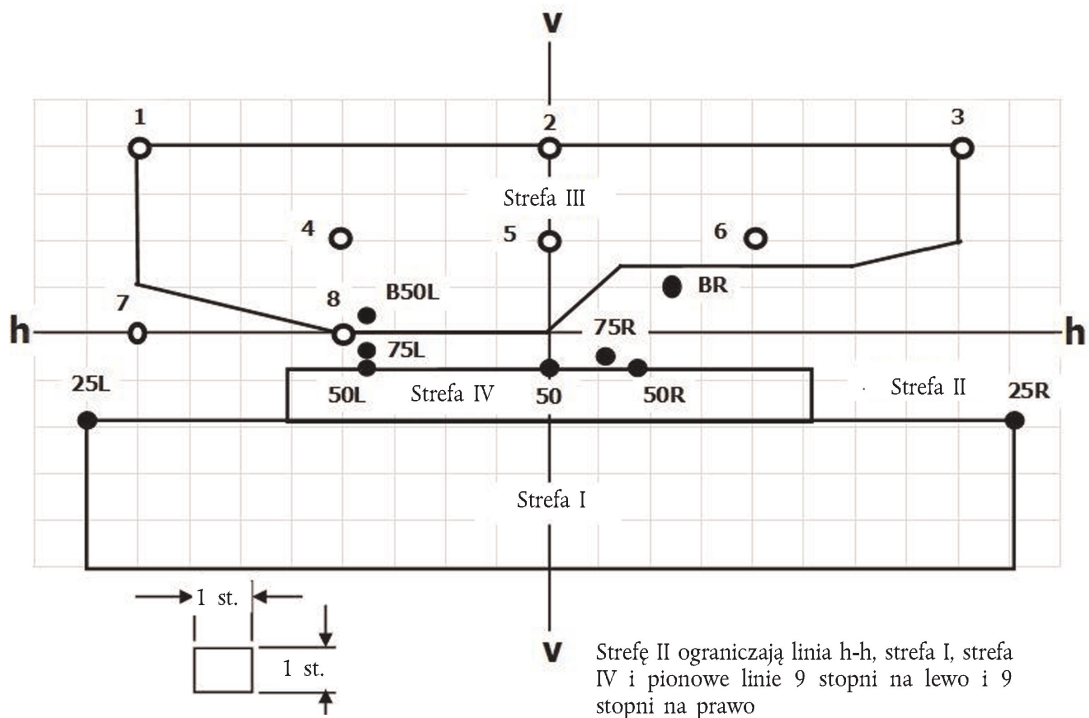 v
1
2
3
Strefa III
4
5
6
B50L
BR
7
8
75R
h
h
75L
25L
50L
Strefa IV
50
50R
Strefa II
25R
Strefa I
1 st.
1 st.
v
Strefę II ograniczają linia h-h, strefa I, strefa
IV i pionowe linie 9 stopni na lewo i 9
stopni na prawo